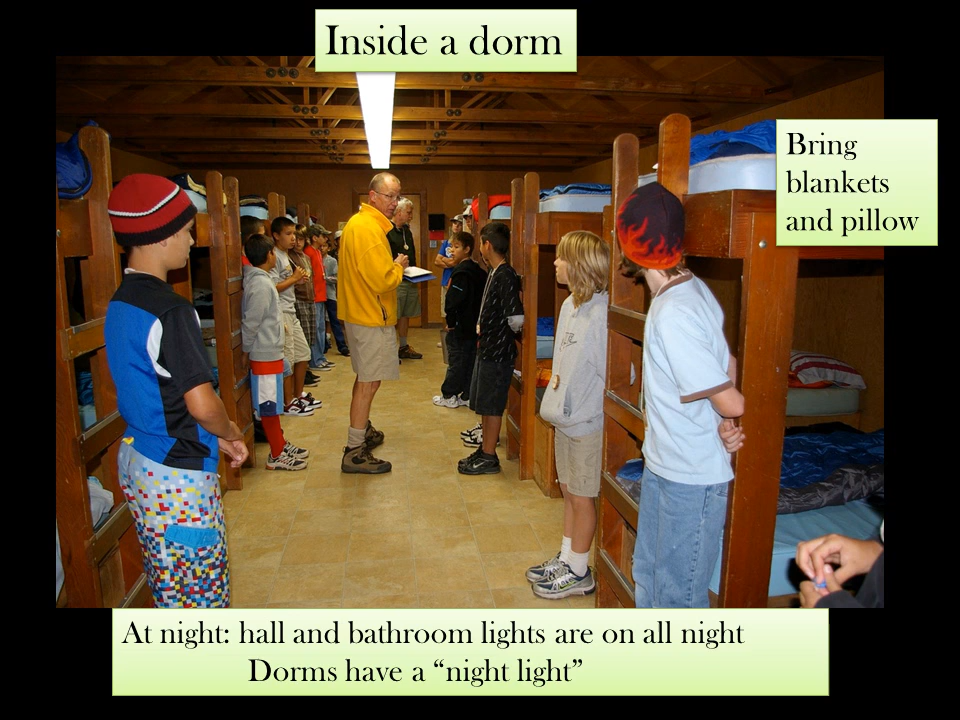 Inside a dorm
Bring
blankets
and pillow
At night: hall and bathroom lights are on all night
Dorms have a “night light”